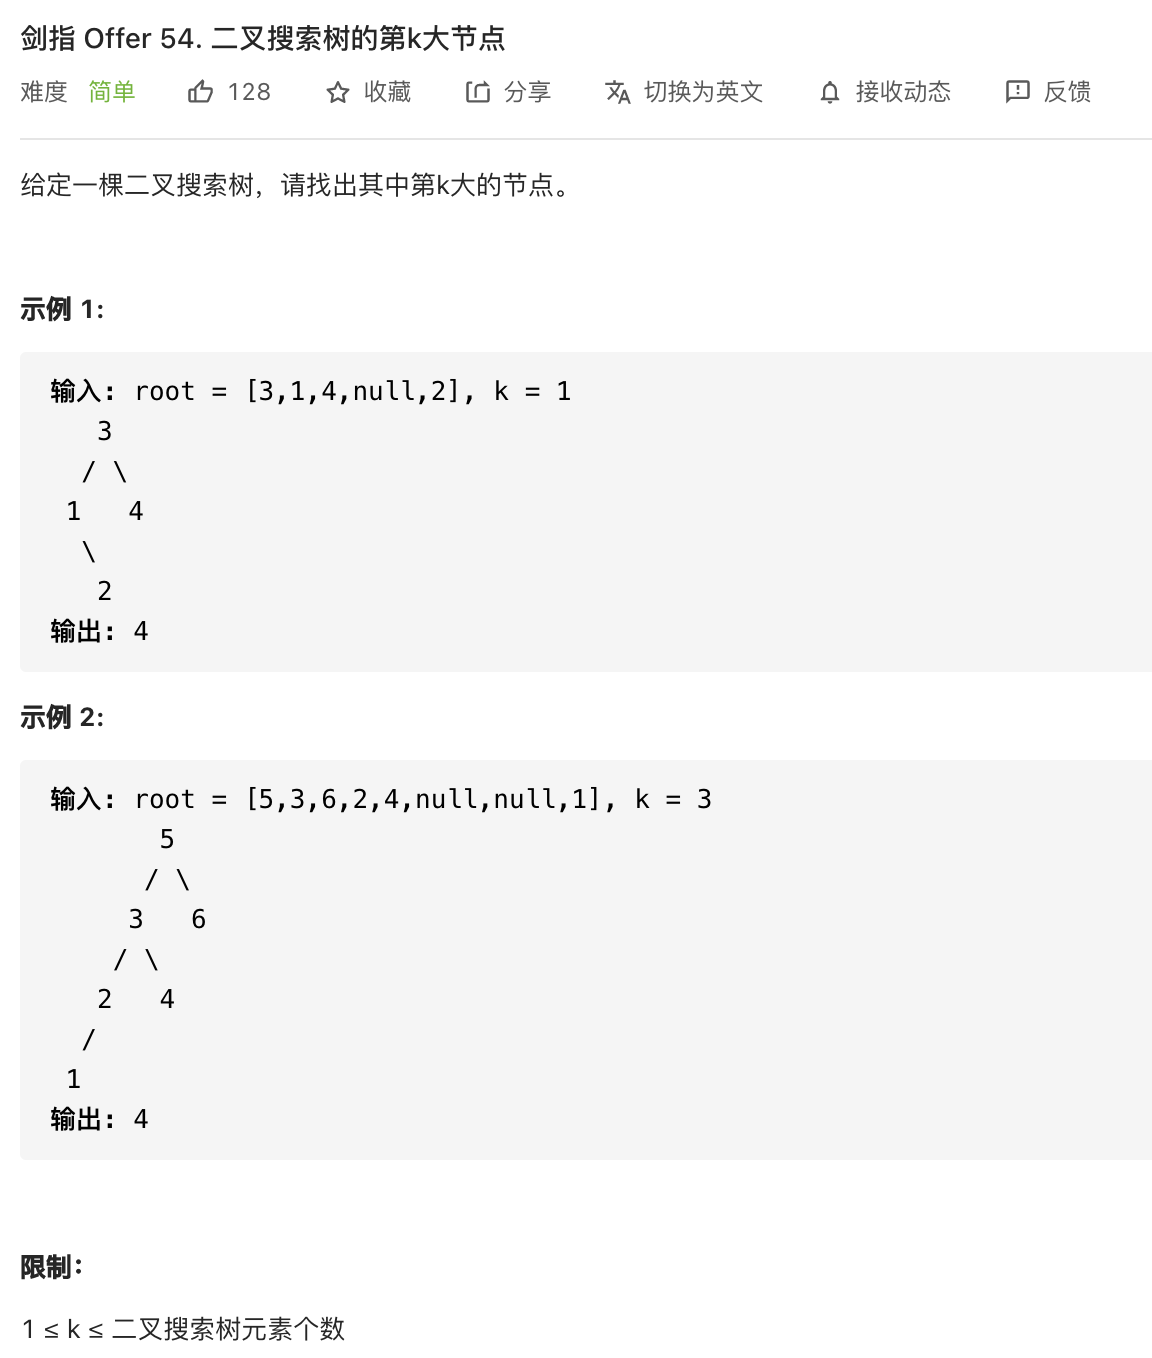 剑指 Offer 54. 二叉搜索树的第k大节点
难度 简单 128 收藏 分享 切换为英文 接收动态 反馈
给定一棵二叉搜索树，请找出其中第k大的节点。
示例 1:
输入: root = [3,1,4,null,2], k = 1
   3
  / \
 1   4
  \
   2
输出: 4
示例 2:
输入: root = [5,3,6,2,4,null,null,1], k = 3
       5
      / \
     3   6
    / \
   2   4
  /
 1
输出: 4
限制：
1 ≤ k ≤ 二叉搜索树元素个数